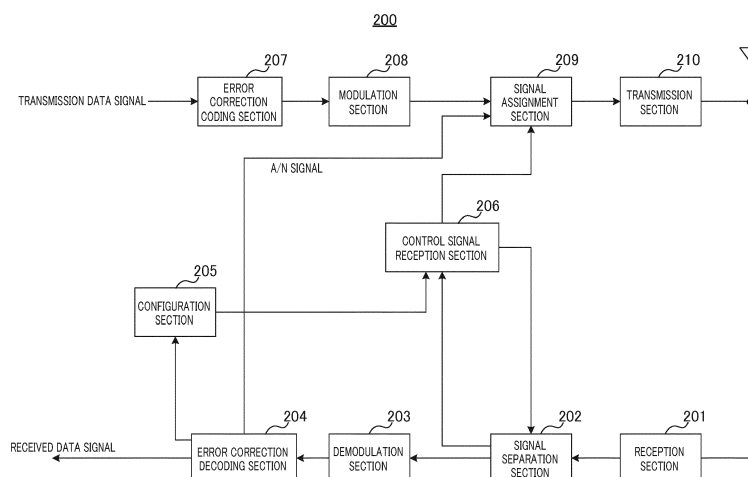 200
207
208
209
210
TRANSMISSION DATA SIGNAL
ERROR
CORRECTION
CODING SECTION
MODULATION
SECTION
SIGNAL
ASSIGNMENT
SECTION
TRANSMISSION
SECTION
A/N SIGNAL
206
CONTROL SIGNAL
RECEPTION SECTION
205
CONFIGURATION
SECTION
204
203
202
201
RECEIVED DATA SIGNAL
ERROR CORRECTION
DECODING SECTION
DEMODULATION
SECTION
SIGNAL
SEPARATION
SECTION
RECEPTION
SECTION